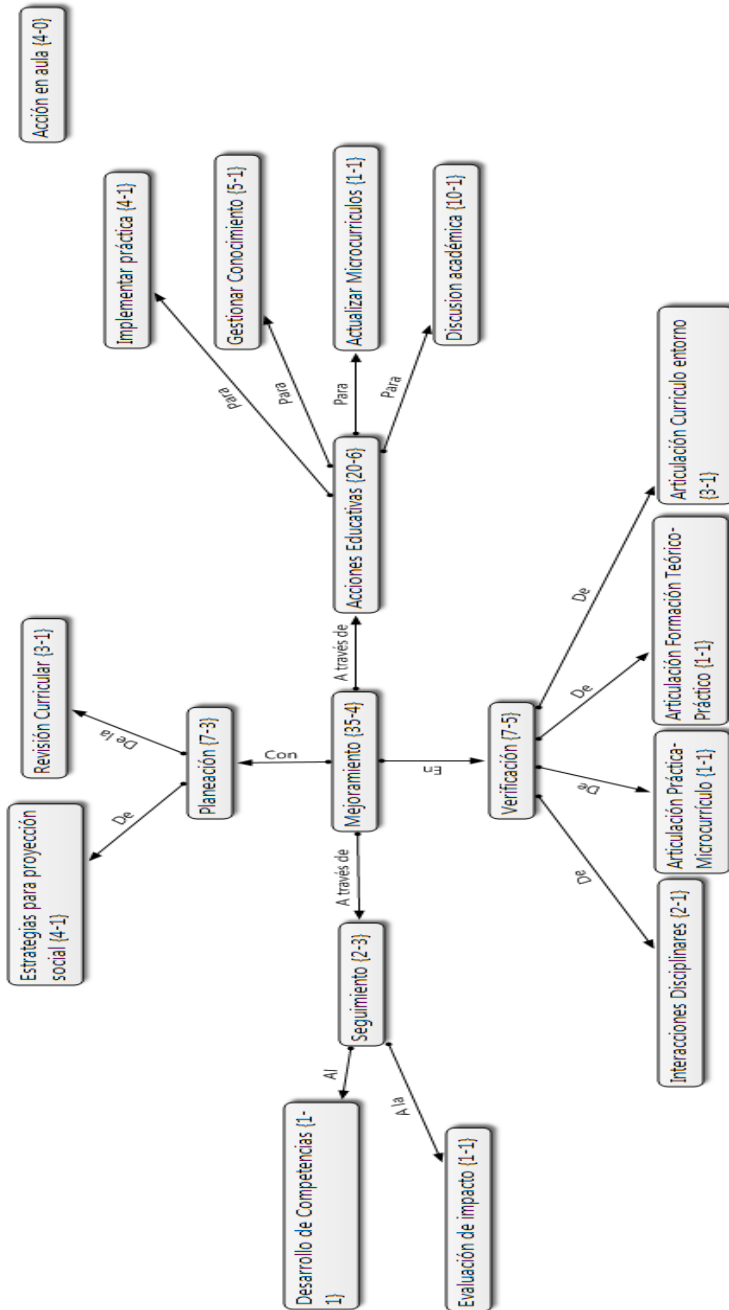 Estrategias para proyección
social {4-1}
Revisión Curricular {3-1}
Acción en aula {4-0}
De
De la
Implementar práctica {4-1}
Planeación {7-3}
Para
Gestionar Conocimiento {5-1}
Con
Para
Desarrollo de Competencias {1-
1}
Al
Seguimiento {2-3}
A través de
Mejoramiento {35-4}
A través de
Acciones Educativas {20-6}
Para
Actualizar Microcurriculos {1-1}
A la
Evaluación de impacto {1-1}
En
Para
Discusion académica {10-1}
Verificación {7-5}
De
De
De
De
Interacciones Disciplinares {2-1}
Articulación Práctica-
Microcurrículo {1-1}
Articulación Formación Teórico-
Práctico {1-1}
Articulación Curriculo entorno
{3-1}